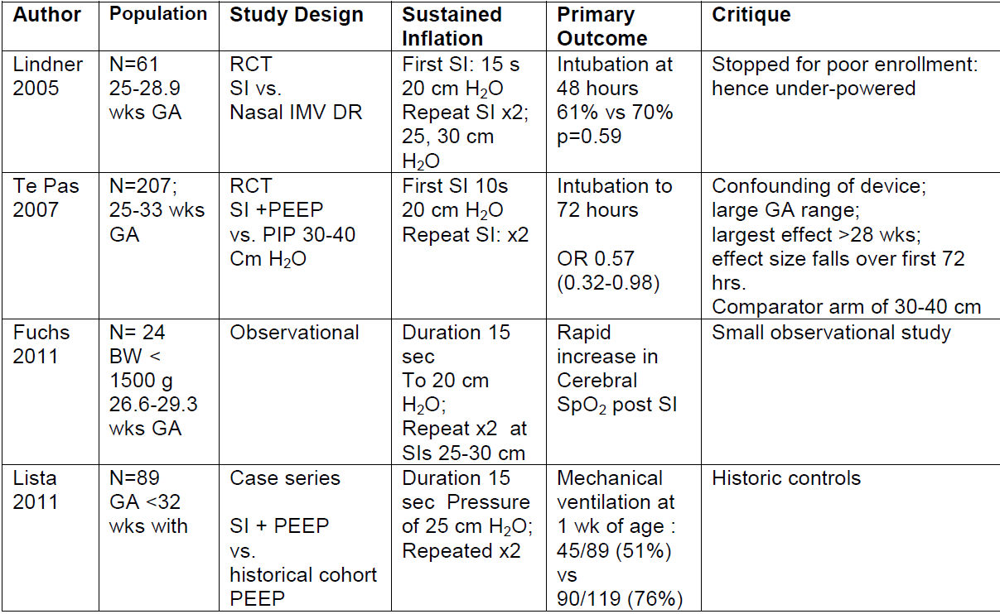 Author Population Study Design Sustained Inflation Primary Outcome Critique
Lindner
2005
N=61
25-28.9
wks GA
RCT
SI vs.
Nasal IMV DR
First SI: 15 s
20 cm H₂O
Repeat SI x2;
25, 30 cm
H₂O
Intubation at
48 hours
61% vs 70%
p=0.59
Stopped for poor enrollment:
hence under-powered
Te Pas
2007
N=207;
25-33 wks
GA
RCT
SI +PEEP
vs. PIP 30-40
Cm H₂O
First SI 10s
20 cm H₂O
Repeat SI: x2
Intubation to
72 hours
OR 0.57
(0.32-0.98)
Confounding of device;
large GA range;
largest effect >28 wks;
effect size falls over first 72
hrs.
Comparator arm of 30-40 cm
Fuchs
2011
N= 24
BW <
1500 g
26.6-29.3
wks GA
Observational
Duration 15
sec
To 20 cm
H₂O;
Repeat x2 at
SIs 25-30 cm
Rapid
increase in
Cerebral
SpO₂ post SI
Small observational study
Lista
2011
N=89
GA <32
wks with
Case series
SI + PEEP
vs.
historical cohort
PEEP
Duration 15
sec Pressure
of 25 cm H₂O;
Repeated x2
Mechanical
ventilation at
1 wk of age :
45/89 (51%)
vs
90/119 (76%)
Historic controls